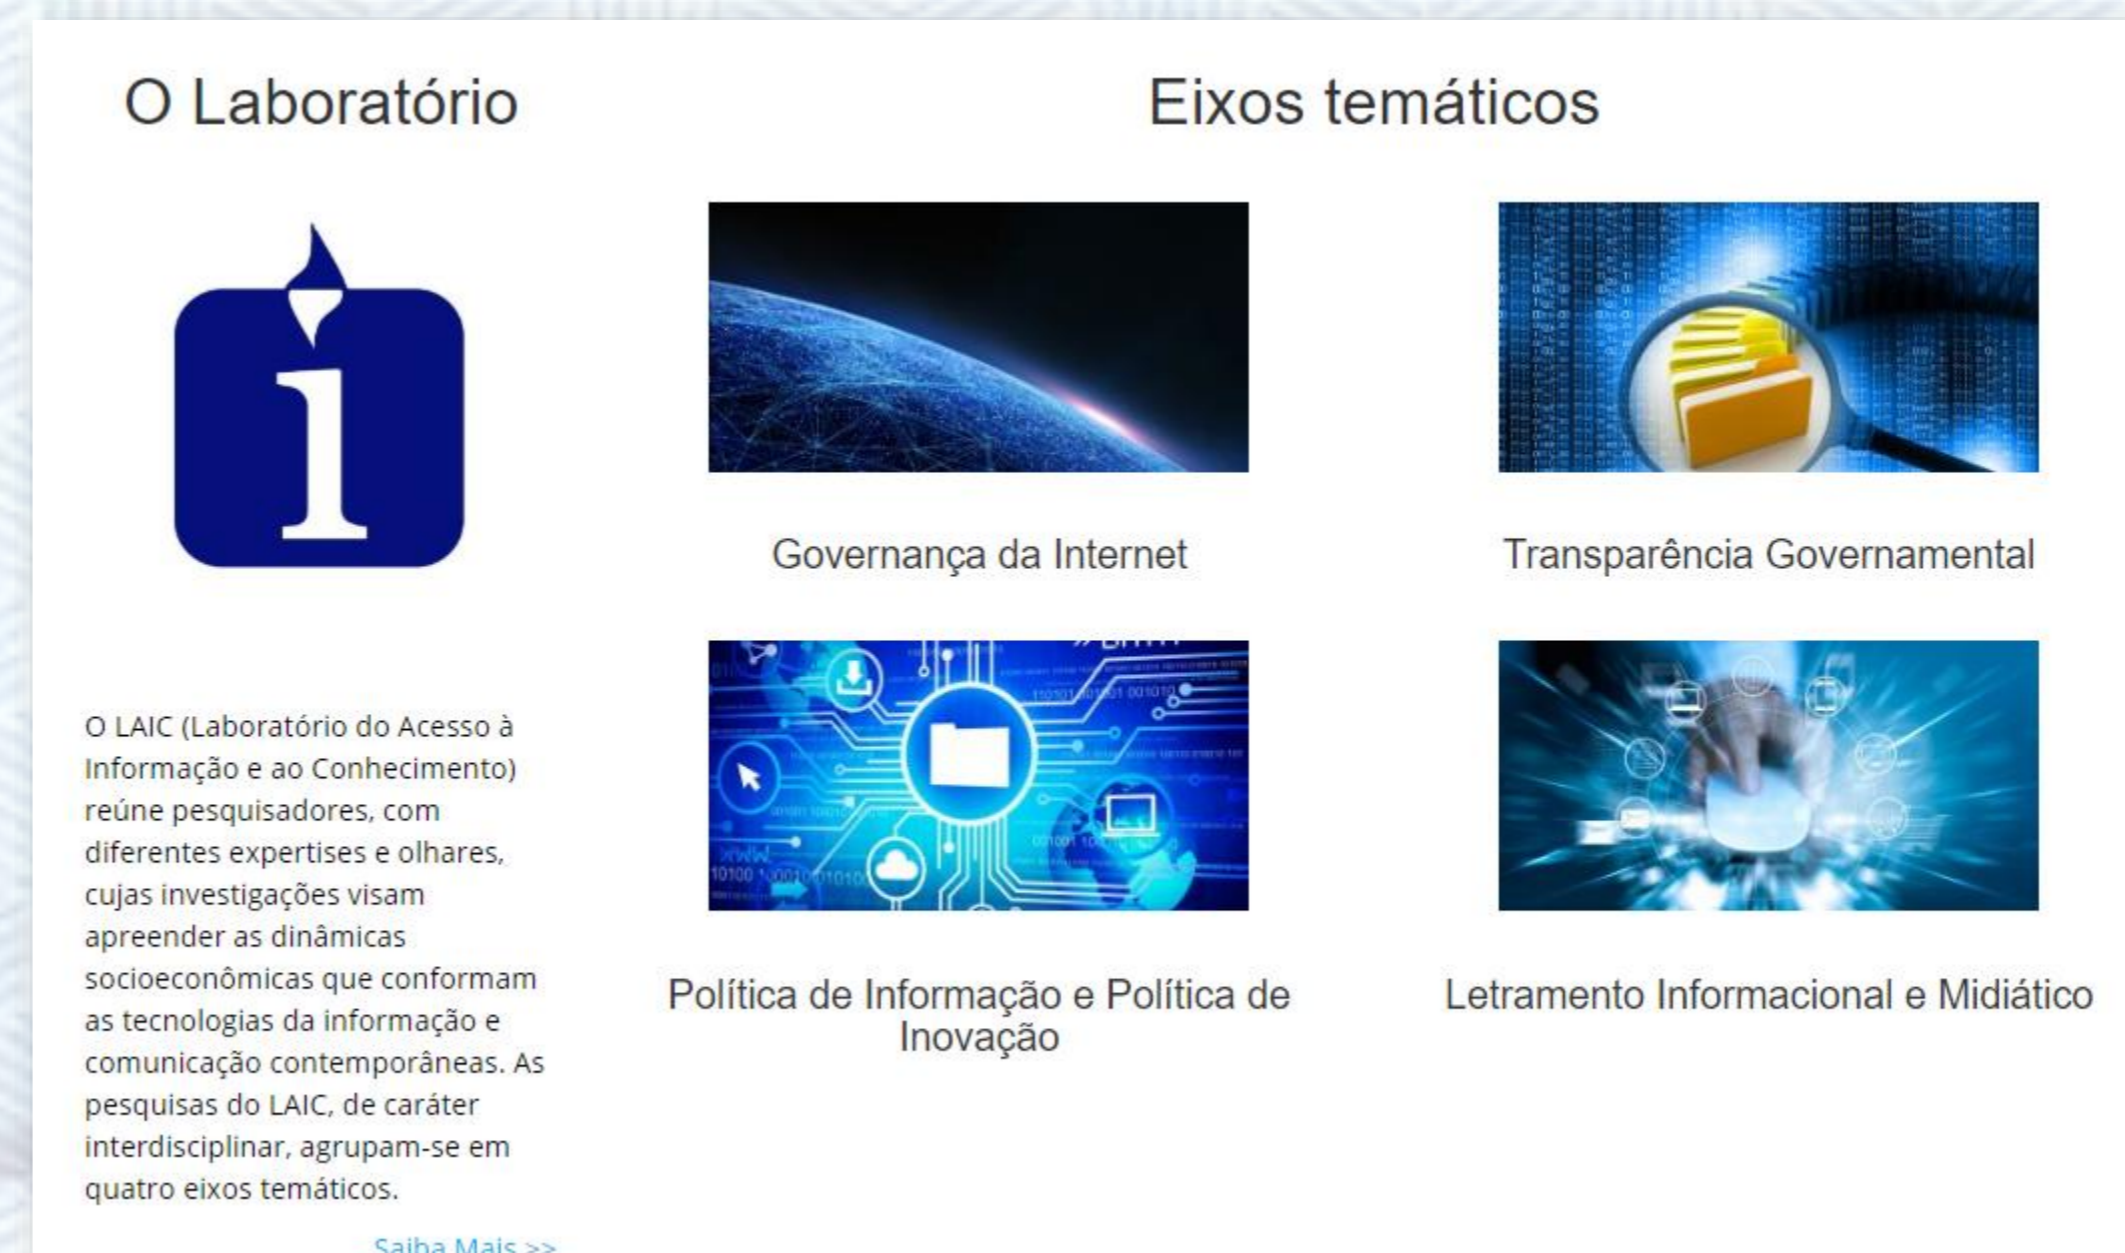 O Laboratório
O LAIC (Laboratório do Acesso à
Informação e ao Conhecimento)
reúne pesquisadores, com
diferentes expertises e olhares,
cujas investigações visam
apreender as dinâmicas
socioeconômicas que conformam
as tecnologias da informação e
comunicação contemporâneas. As
pesquisas do LAIC, de caráter
interdisciplinar, agrupam-se em
quatro eixos temáticos.
Saiba Mais >>
Eixos temáticos
Governança da Internet
Transparência Governamental
Política de Informação e Política de
Inovação
Letramento Informacional e Midiático